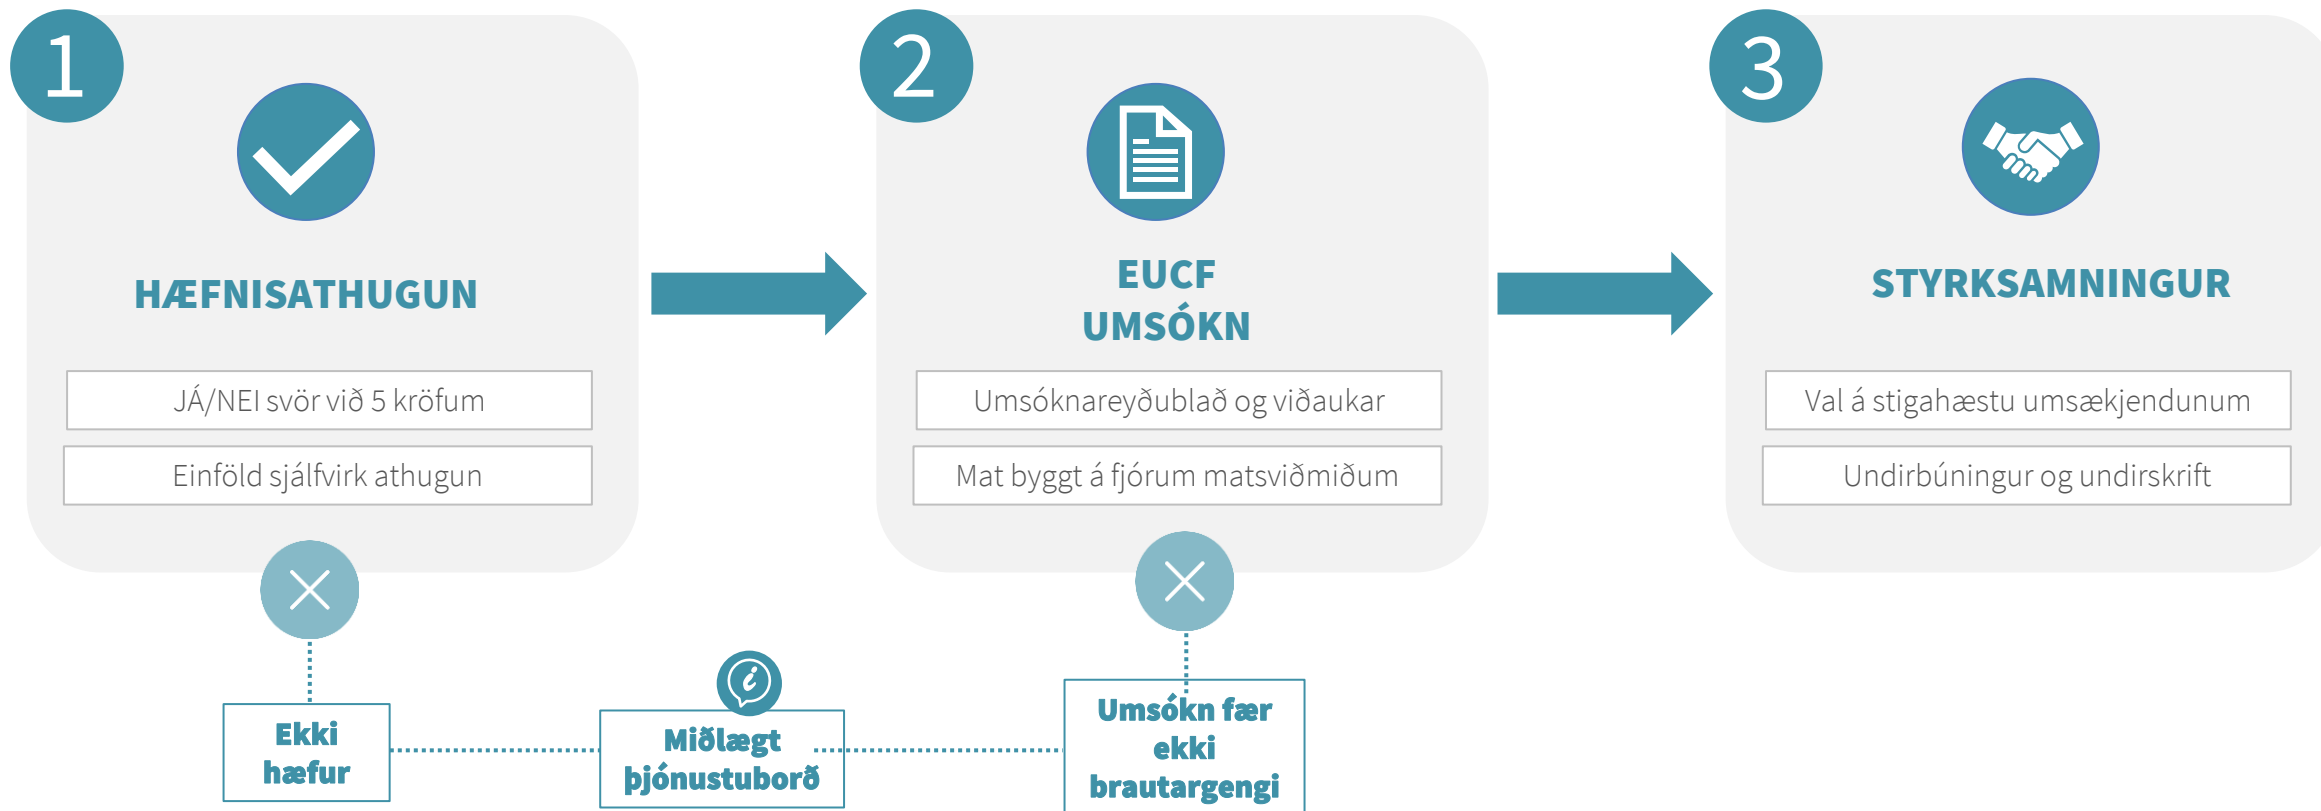 1
HÆFNISATHUGUN
JÁ/NEI svör við 5 kröfum
Einföld sjálfvirk athugun
2
EUCF
UMSÓKN
Umsóknareyðublað og viðaukar
Mat byggt á fjórum matsviðmiðum
3
STYRKSAMNINGUR
Val á stigahæstu umsækjendunum
Undirbúningur og undirskrift
Ekki
hæfur
i
Miðlægt
þjónustuborð
Umsókn fær
ekki
brautargengi